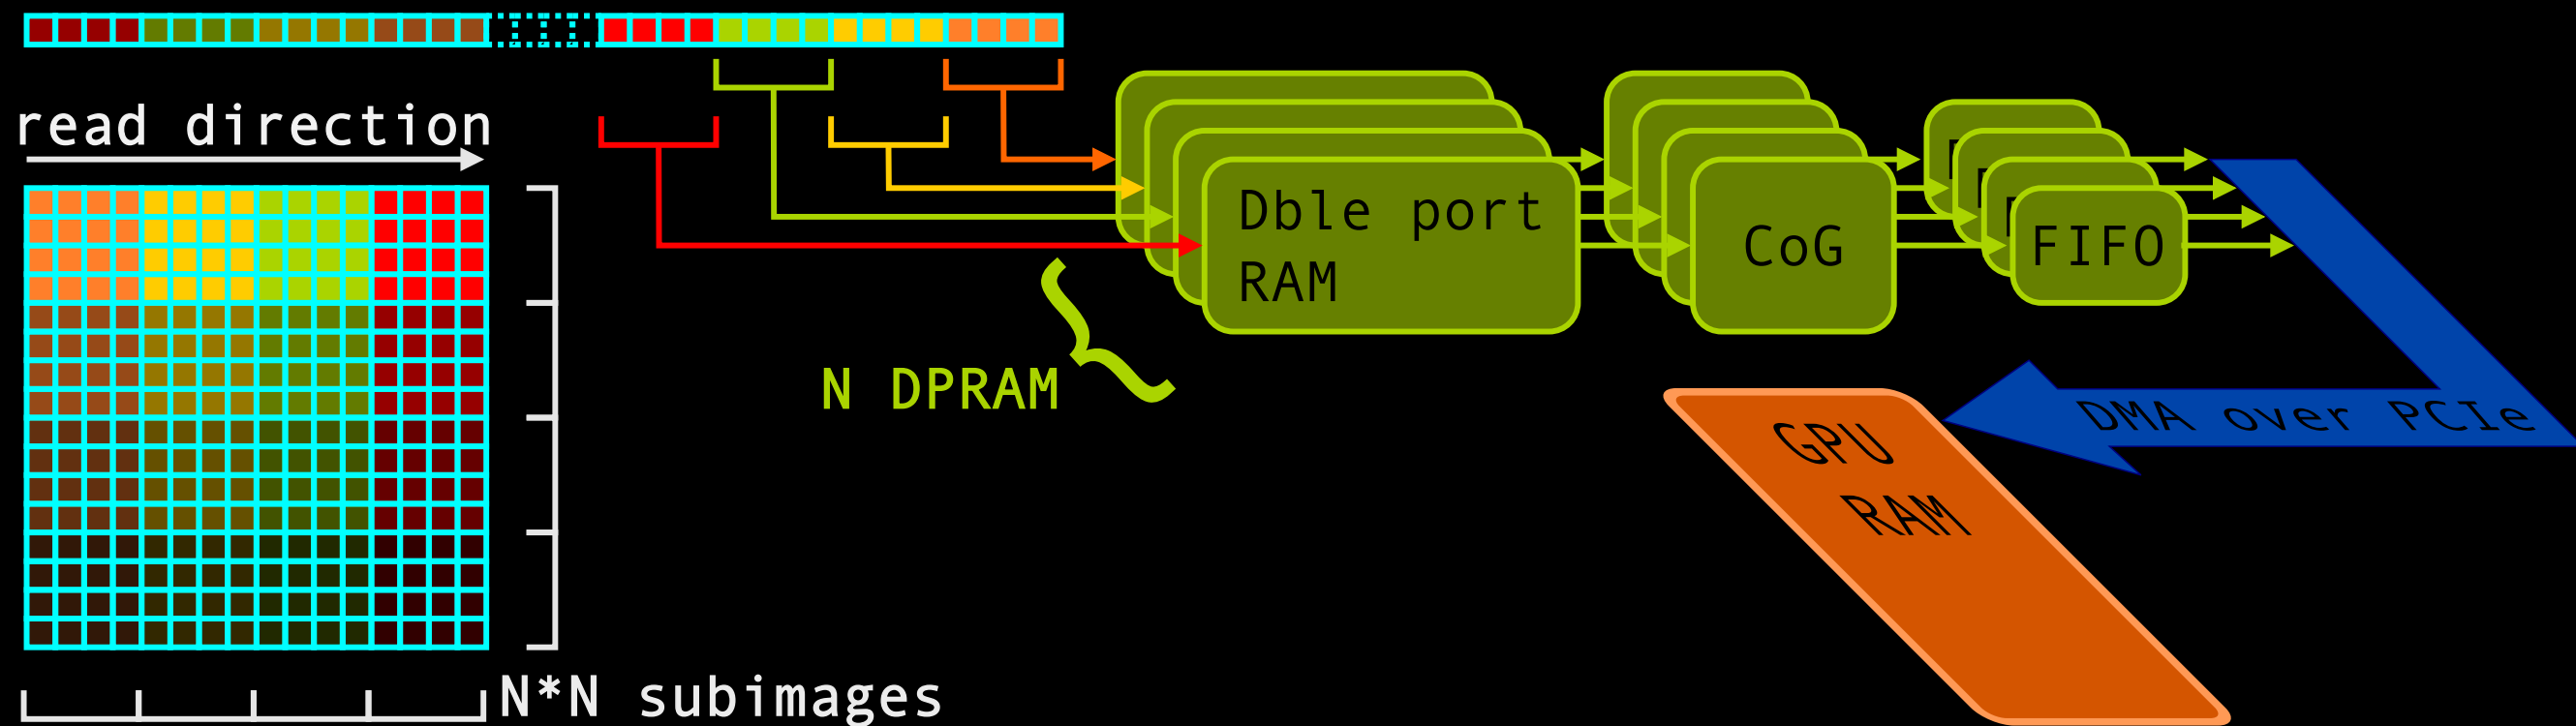 read direction
Dble port
RAM
CoG
F
F
F
FIFO
N DPRAM
DMA over PCIe
GPU
RAM
N*N subimages